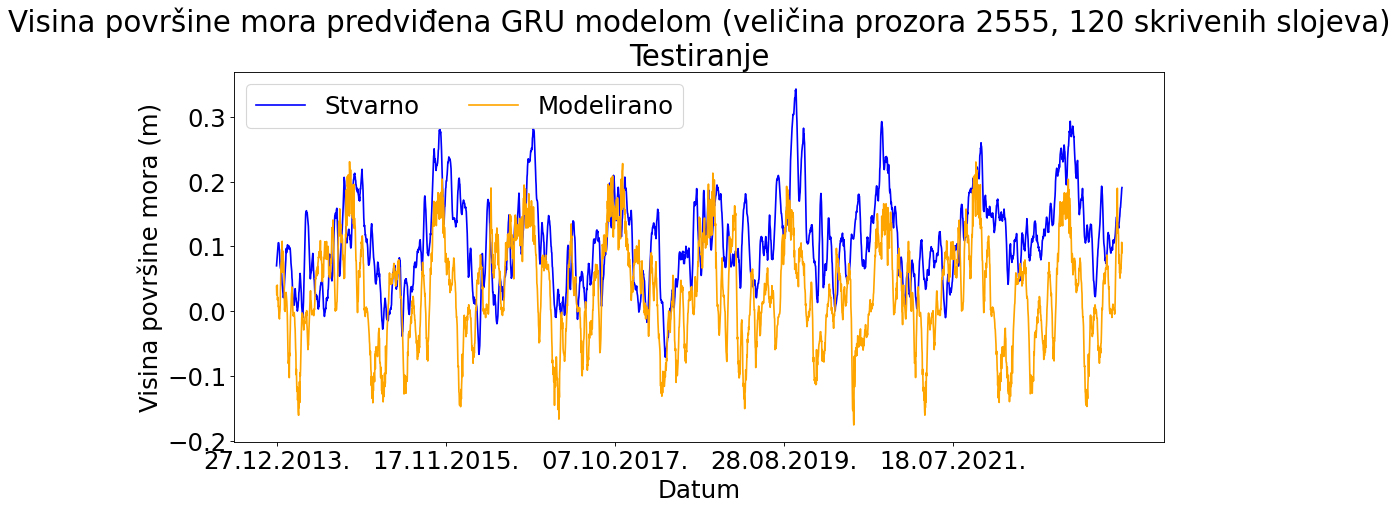 Visina površine mora predviđena GRU modelom (veličina prozora 2555, 120 skrivenih slojeva)
Testiranje
Stvarno
Modelirano
Visina površine mora (m)
0.3
0.2
0.1
0.0
−0.1
−0.2
27.12.2013.
17.11.2015.
07.10.2017.
28.08.2019.
18.07.2021.
Datum